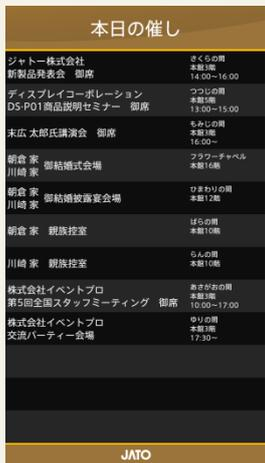 本日の催し
ジャトー株式会社
新製品発表会　御席
さくらの間
本館3階
14:00〜16:00
ディスプレイコーポレーション
DS-P01商品説明セミナー　御席
つつじの間
本館5階
13:00〜15:00
末広 太郎氏講演会　御席
もみじの間
本館3階
16:00〜
朝倉 家
川崎 家
御結婚式会場
フラワーチャペル
本館16階
朝倉 家
川崎 家
御結婚披露宴会場
ひまわりの間
本館12階
朝倉 家　親族控室
ばらの間
本館10階
川崎 家　親族控室
らんの間
本館10階
株式会社イベントプロ
第5回全国スタッフミーティング　御席
あさがおの間
本館3階
10:00〜17:00
株式会社イベントプロ
交流パーティー会場
ゆりの間
本館3階
17:30〜
JATO